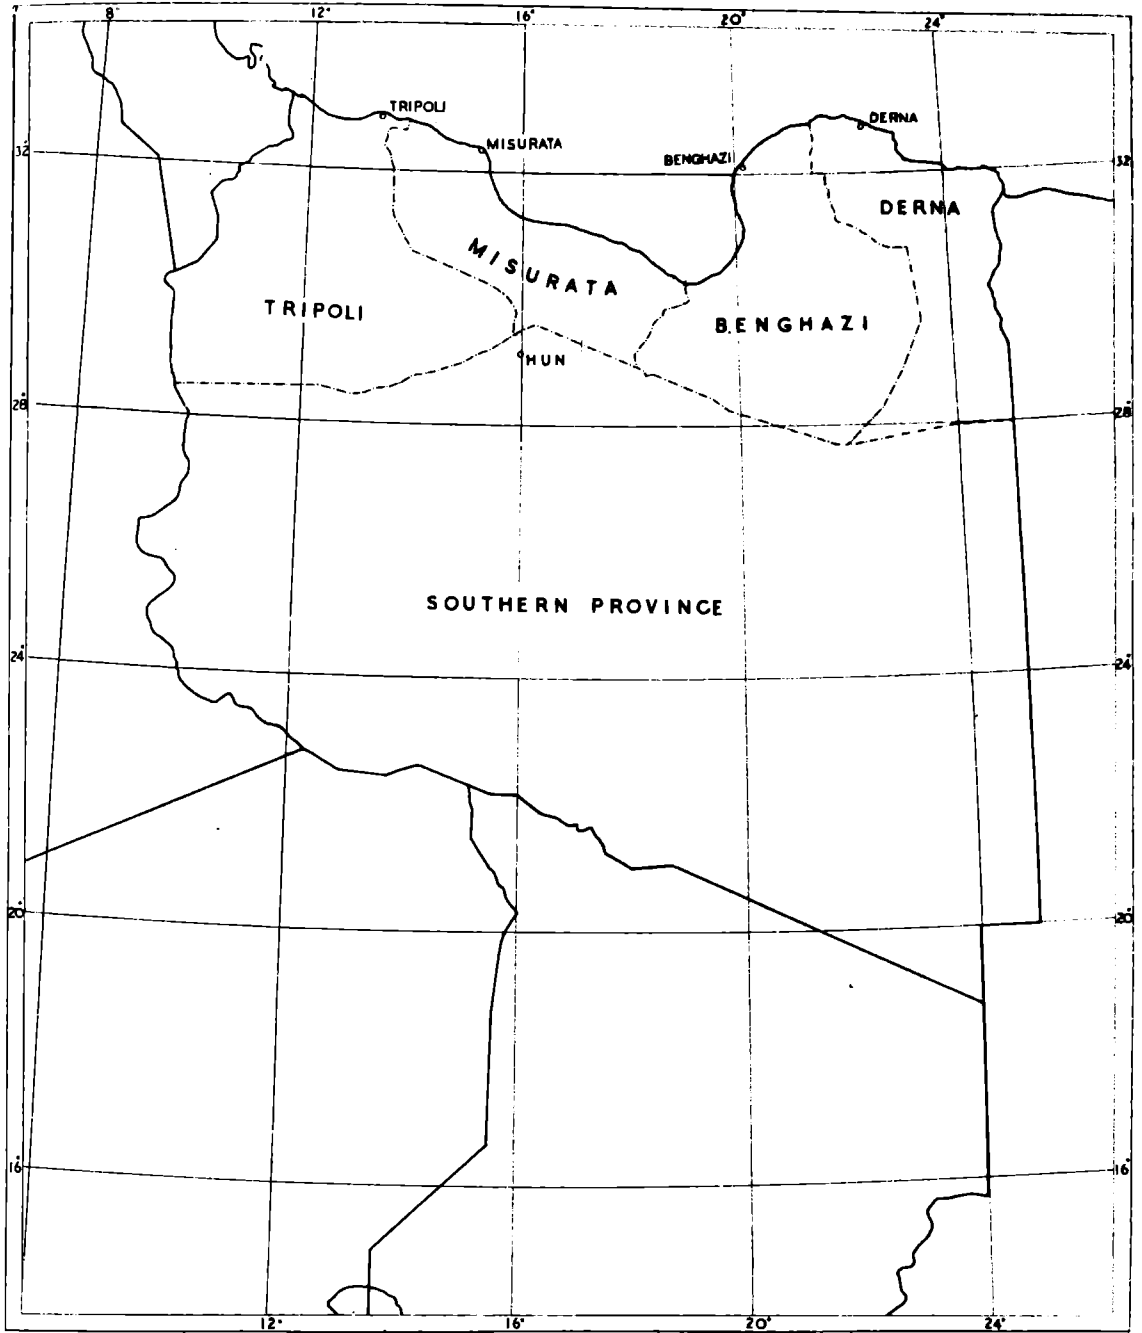 8°
12°
16°
20°
24°
TRIPOLI
DERNA
MISURATA
BENGHAZI
32°
32°
DERNA
MISURATA
TRIPOLI
BENGHAZI
HUN
28°
28°
SOUTHERN PROVINCE
24°
24°
20°
20°
16°
16°
12°
16°
20°
24°